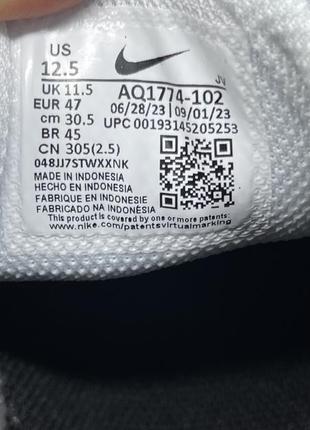 US
12.5
JV
UK 11.5
AQ1774-102
EUR 47
06/28/23 09/01/23
cm 30.5
UPC 00193145205253
BR 45
CN 305(2.5)
048JJ7STWXXNK
MADE IN INDONESIA
HECHO EN INDONESIA
FABRIQUE EN INDONESIE
FABRICADO NA INDONÉSIA
This product is covered by one or more patents:
www.nike.com/patentsvirtualmarking